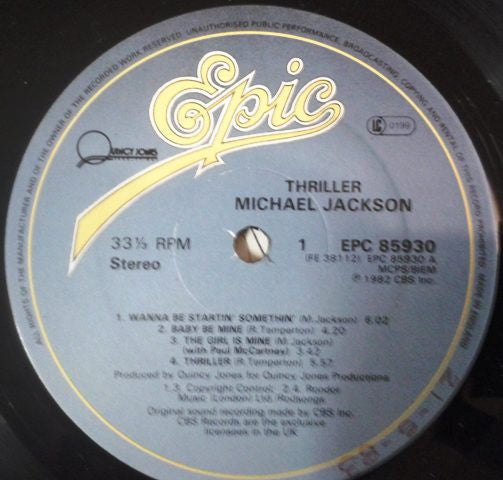 ALL RIGHTS OF THE MANUFACTURER AND OF THE OWNER OF THE RECORDED WORK RESERVED. UNAUTHORISED PUBLIC PERFORMANCE, BROADCASTING, COPYING AND RENTAL OF THIS RECORD PROHIBITED. MADE IN ENGLAND
Epic
QUINCY JONES
LC 0199
THRILLER
MICHAEL JACKSON
33⅓ RPM
Stereo
1 EPC 85930
(FE 38112) EPC 85930 A
MCPS/BIEM
℗ 1982 CBS Inc.
1. WANNA BE STARTIN' SOMETHIN' (M. Jackson) 6.02
2. BABY BE MINE (R. Temperton) 4.20
3. THE GIRL IS MINE (M. Jackson)
(with Paul McCartney) 3.42
4. THRILLER (R. Temperton) 5.57
Produced by Quincy Jones for Quincy Jones Productions
1.3. Copyright Control; 2.4. Rondor
Music (London) Ltd. Rodsongs
Original sound recording made by CBS Inc.
CBS Records are the exclusive
licensees in the UK